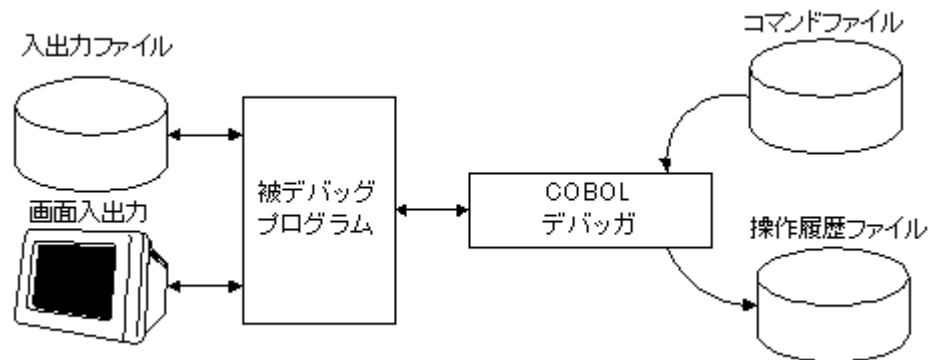 コマンドファイル
入出力ファイル
被デバッグ
プログラム
COBOL
デバッガ
画面入出力
操作履歴ファイル